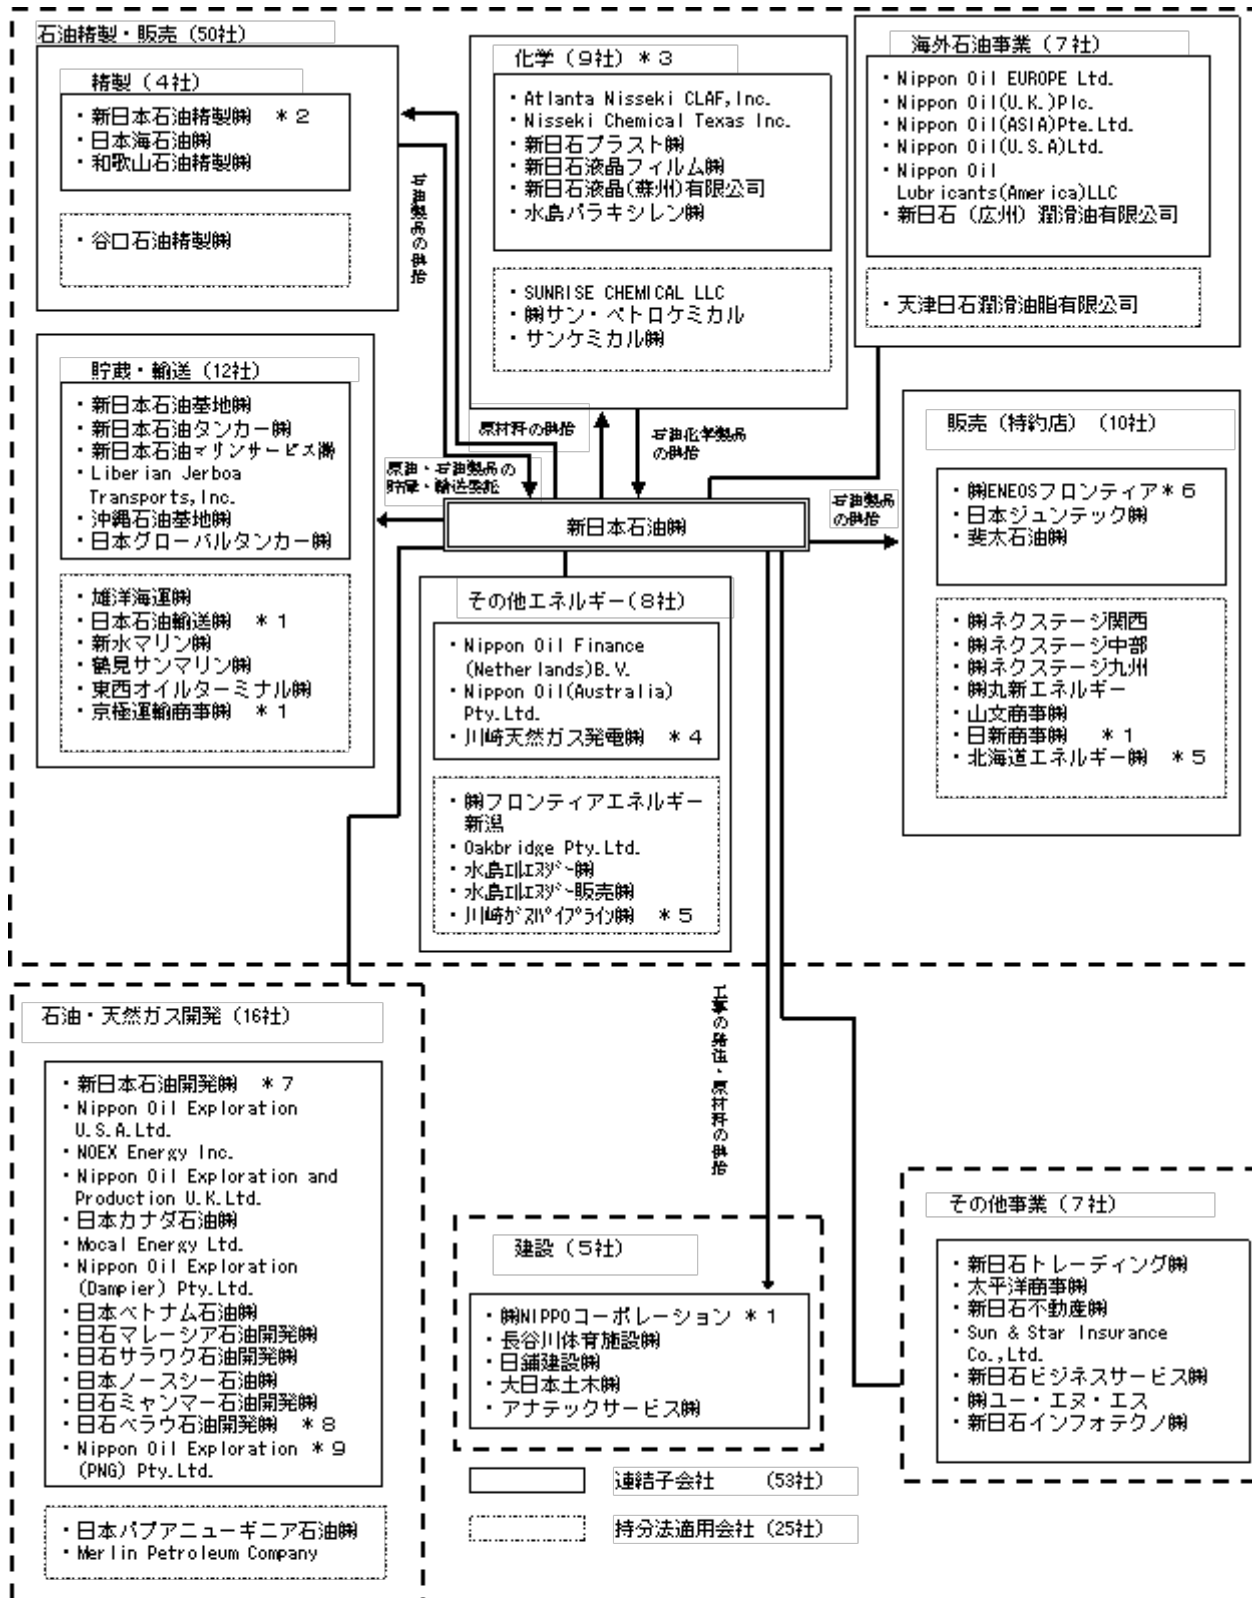 石油精製・販売（50社）
精製（4社）
・新日本石油精製㈱　＊2
・日本海石油㈱
・和歌山石油精製㈱
・谷口石油精製㈱
石油製品の供給
化学（9社）＊3
・Atlanta Nisseki CLAF,Inc.
・Nisseki Chemical Texas Inc.
・新日石プラスト㈱
・新日石液晶フィルム㈱
・新日石液晶(蘇州)有限公司
・水島パラキシレン㈱
・SUNRISE CHEMICAL LLC
・㈱サン・ペトロケミカル
・サンケミカル㈱
海外石油事業（7社）
・Nippon Oil EUROPE Ltd.
・Nippon Oil(U.K.)Plc.
・Nippon Oil(ASIA)Pte.Ltd.
・Nippon Oil(U.S.A)Ltd.
・Nippon Oil
Lubricants(America)LLC
・新日石（広州）潤滑油有限公司
・天津日石潤滑油脂有限公司
貯蔵・輸送（12社）
・新日本石油基地㈱
・新日本石油タンカー㈱
・新日本石油マリンサービス㈱
・Liberian Jerboa
Transports,Inc.
・沖縄石油基地㈱
・日本グローバルタンカー㈱
・雄洋海運㈱
・日本石油輸送㈱　＊1
・新水マリン㈱
・鶴見サンマリン㈱
・東西オイルターミナル㈱
・京極運輸商事㈱　＊1
原材料の供給
石油化学製品
の供給
原油・石油製品の
貯蔵・輸送委託
新日本石油㈱
石油製品
の供給
販売（特約店）（10社）
・㈱ENEOSフロンティア＊6
・日本ジュンテック㈱
・斐太石油㈱
・㈱ネクステージ関西
・㈱ネクステージ中部
・㈱ネクステージ九州
・㈱丸新エネルギー
・山文商事㈱
・日新商事㈱　＊1
・北海道エネルギー㈱　＊5
その他エネルギー（8社）
・Nippon Oil Finance
(Netherlands)B.V.
・Nippon Oil(Australia)
Pty.Ltd.
・川崎天然ガス発電㈱　＊4
・㈱フロンティアエネルギー
新潟
・Oakbridge Pty.Ltd.
・水島ｴﾙｴﾇｼﾞｰ㈱
・水島ｴﾙｴﾇｼﾞｰ販売㈱
・川崎ｶﾞｽﾊﾟｲﾌﾟﾗｲﾝ㈱　＊5
石油・天然ガス開発（16社）
・新日本石油開発㈱　＊7
・Nippon Oil Exploration
U.S.A.Ltd.
・NOEX Energy Inc.
・Nippon Oil Exploration and
Production U.K.Ltd.
・日本カナダ石油㈱
・Mocal Energy Ltd.
・Nippon Oil Exploration
(Dampier) Pty.Ltd.
・日本ベトナム石油㈱
・日石マレーシア石油開発㈱
・日石サラワク石油開発㈱
・日本ノースシー石油㈱
・日石ミャンマー石油開発㈱
・日石ベラウ石油開発㈱　＊8
・Nippon Oil Exploration ＊9
(PNG) Pty.Ltd.
・日本パプアニューギニア石油㈱
・Merlin Petroleum Company
工事の発注・原材料の供給
建設（5社）
・㈱NIPPOコーポレーション ＊1
・長谷川体育施設㈱
・日舗建設㈱
・大日本土木㈱
・アナテックサービス㈱
その他事業（7社）
・新日石トレーディング㈱
・太平洋商事㈱
・新日石不動産㈱
・Sun & Star Insurance
Co.,Ltd.
・新日石ビジネスサービス㈱
・㈱ユー・エヌ・エス
・新日石インフォテクノ㈱
連結子会社　（53社）
持分法適用会社（25社）